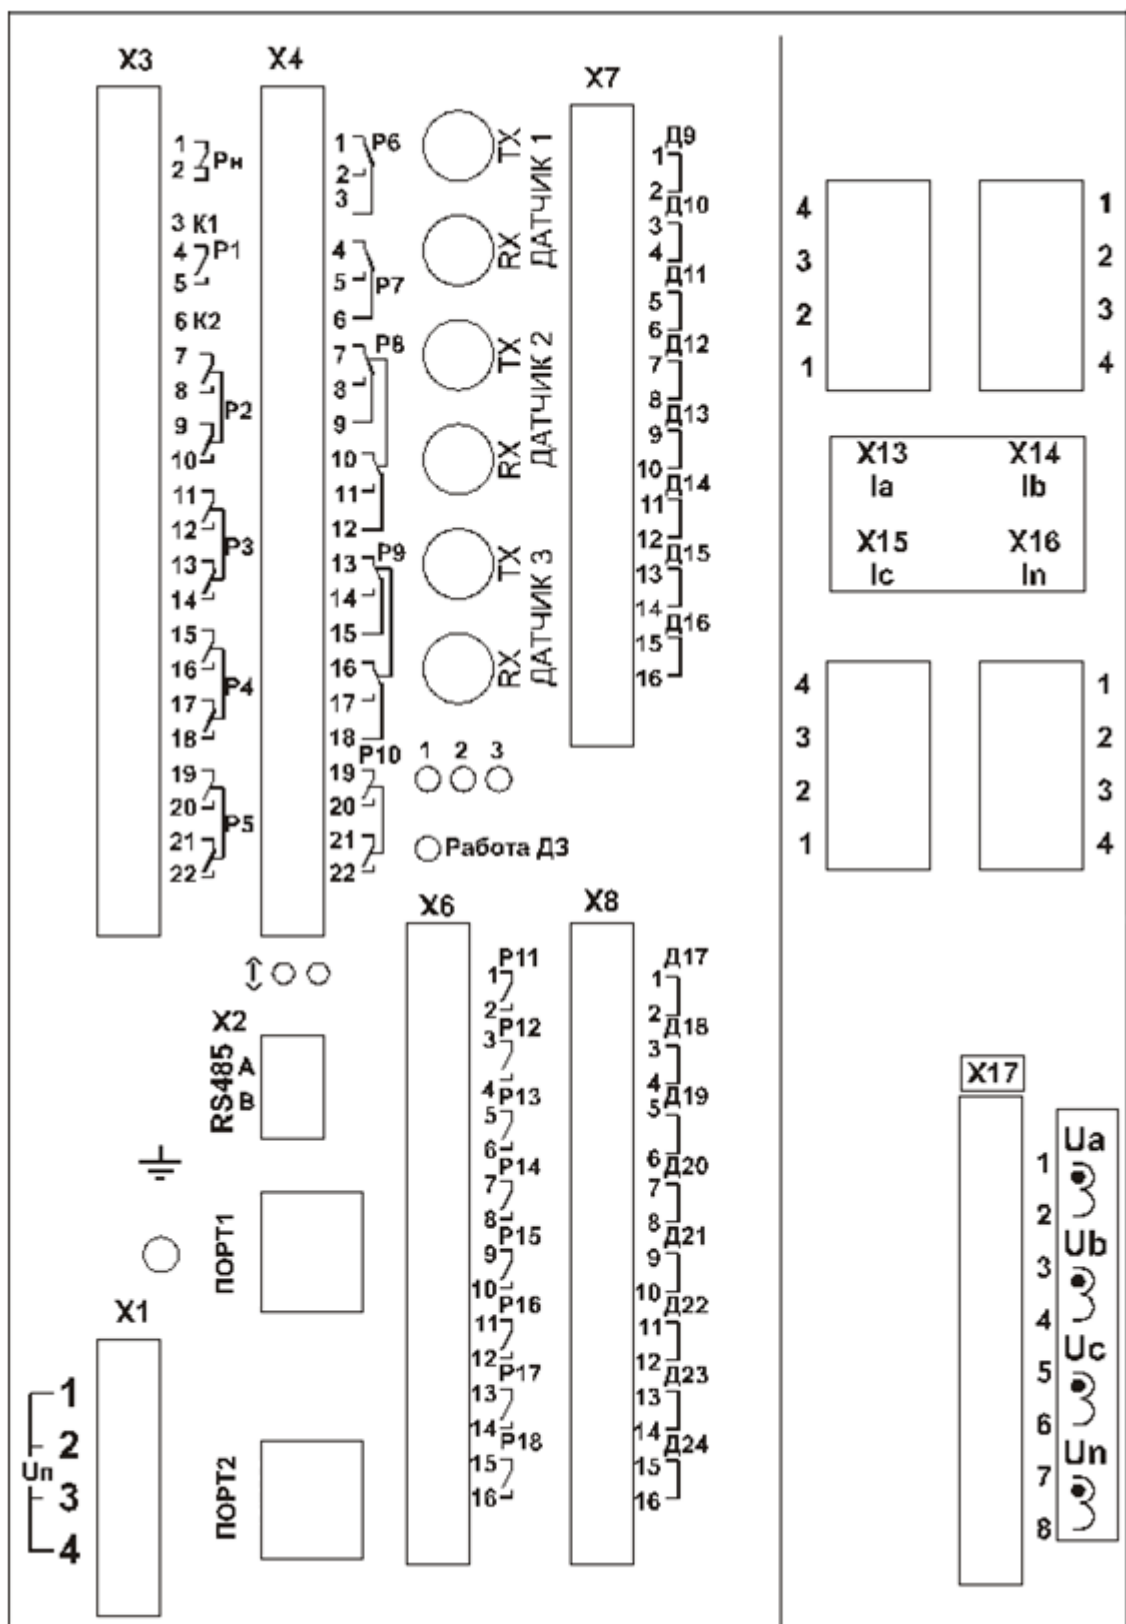 X3
1
2
Рн
3 К1
4
Р1
5
6 К2
7
8
Р2
9
10
11
12
Р3
13
14
15
16
Р4
17
18
19
20
Р5
21
22
X4
1
Р6
2
3
4
5
Р7
6
7
Р8
8
9
10
11
12
13
Р9
14
15
16
17
18
Р10
19
20
21
22
TX
RX
ДАТЧИК 1
TX
RX
ДАТЧИК 2
TX
RX
ДАТЧИК 3
1 2 3
Работа ДЗ
X7
Д9
1
2
Д10
3
4
Д11
5
6
Д12
7
8
Д13
9
10
Д14
11
12
Д15
13
14
Д16
15
16
4
3
2
1
1
2
3
4
X13 X14
Ia Ib
X15 X16
Ic In
4
3
2
1
1
2
3
4
X2
RS485
A
B
ПОРТ1
ПОРТ2
X1
1
2
Uп
3
4
X6
Р11
1
2
Р12
3
4
Р13
5
6
Р14
7
8
Р15
9
10
Р16
11
12
Р17
13
14
Р18
15
16
X8
Д17
1
2
Д18
3
4
Д19
5
6
Д20
7
8
Д21
9
10
Д22
11
12
Д23
13
14
Д24
15
16
X17
Ua
1
2
Ub
3
4
Uc
5
6
Un
7
8